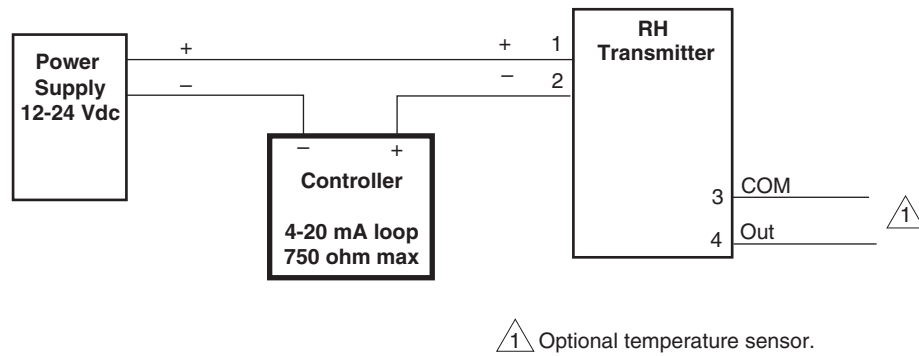 Power
Supply
12-24 Vdc
+
–
+
–
1
2
RH
Transmitter
–
+
Controller
4-20 mA loop
750 ohm max
3
COM
4
Out
1
1 Optional temperature sensor.